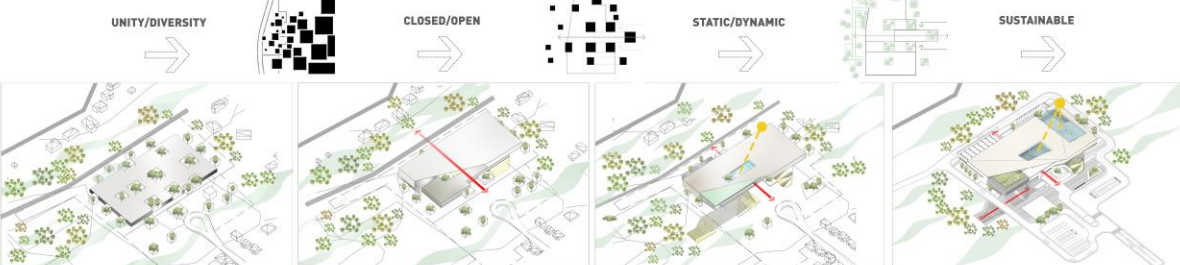 UNITY/DIVERSITY
CLOSED/OPEN
STATIC/DYNAMIC
SUSTAINABLE